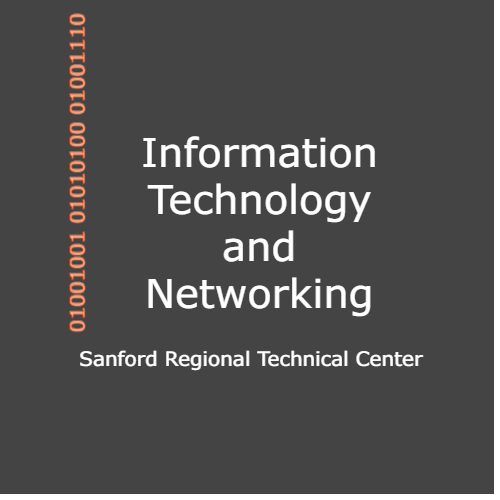 01001001 01010100 01001110
Information
Technology
and
Networking
Sanford Regional Technical Center